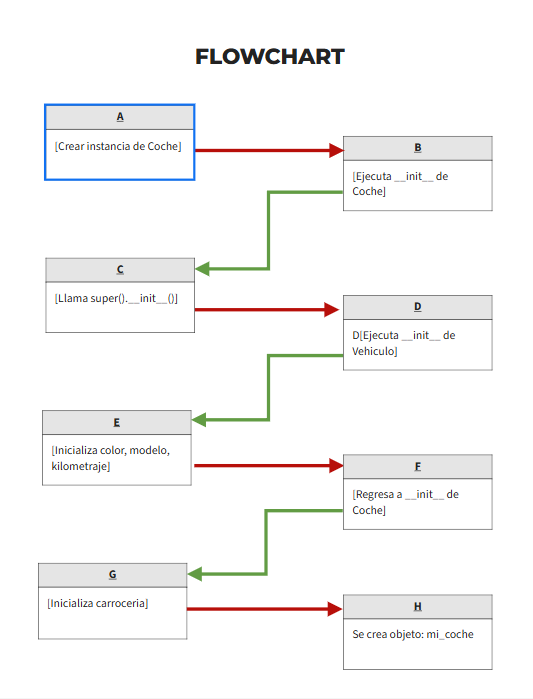 FLOWCHART
A
[Crear instancia de Coche]
B
[Ejecuta __init__ de
Coche]
C
[Llama super().__init__()]
D
D[Ejecuta __init__ de
Vehiculo]
E
[Inicializa color, modelo,
kilometraje]
F
[Regresa a __init__ de
Coche]
G
[Inicializa carroceria]
H
Se crea objeto: mi_coche